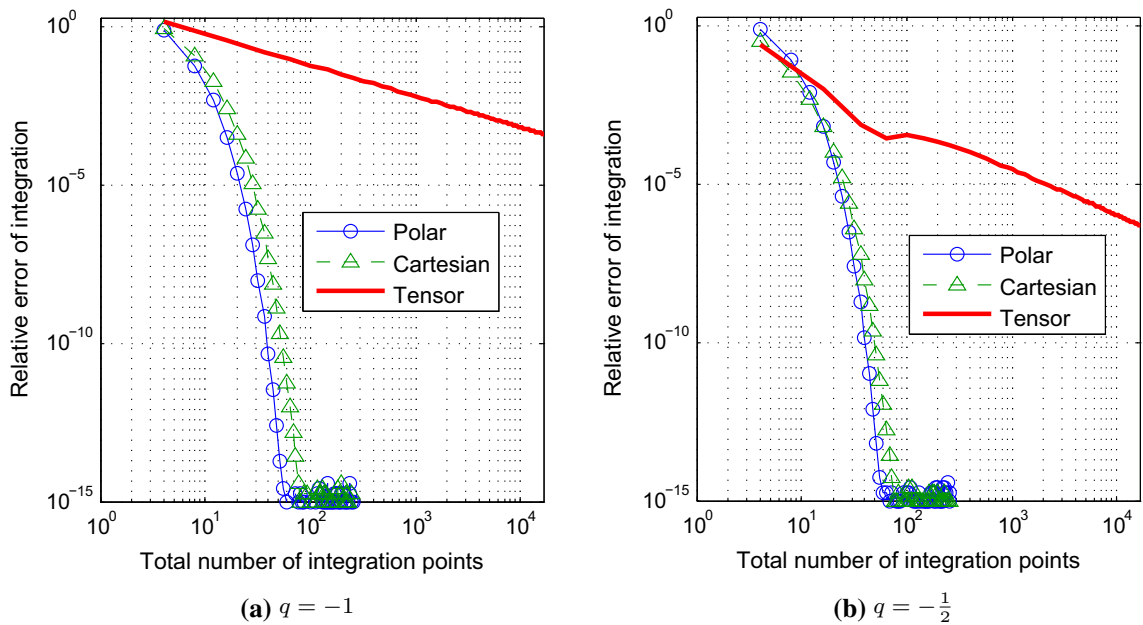 Relative error of integration
10^0
10^-5
10^-10
10^-15
Polar
Cartesian
Tensor
10^0 10^1 10^2 10^3 10^4
Total number of integration points
(a) q = −1
Relative error of integration
10^0
10^-5
10^-10
10^-15
Polar
Cartesian
Tensor
10^0 10^1 10^2 10^3 10^4
Total number of integration points
(b) q = −1/2